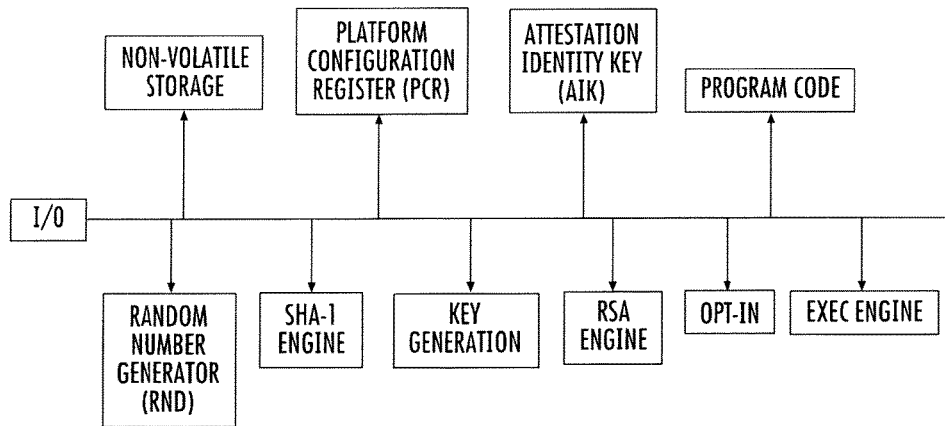 NON-VOLATILE
STORAGE
PLATFORM
CONFIGURATION
REGISTER (PCR)
ATTESTATION
IDENTITY KEY
(AIK)
PROGRAM CODE
I/O
RANDOM
NUMBER
GENERATOR
(RND)
SHA-1
ENGINE
KEY
GENERATION
RSA
ENGINE
OPT-IN
EXEC ENGINE